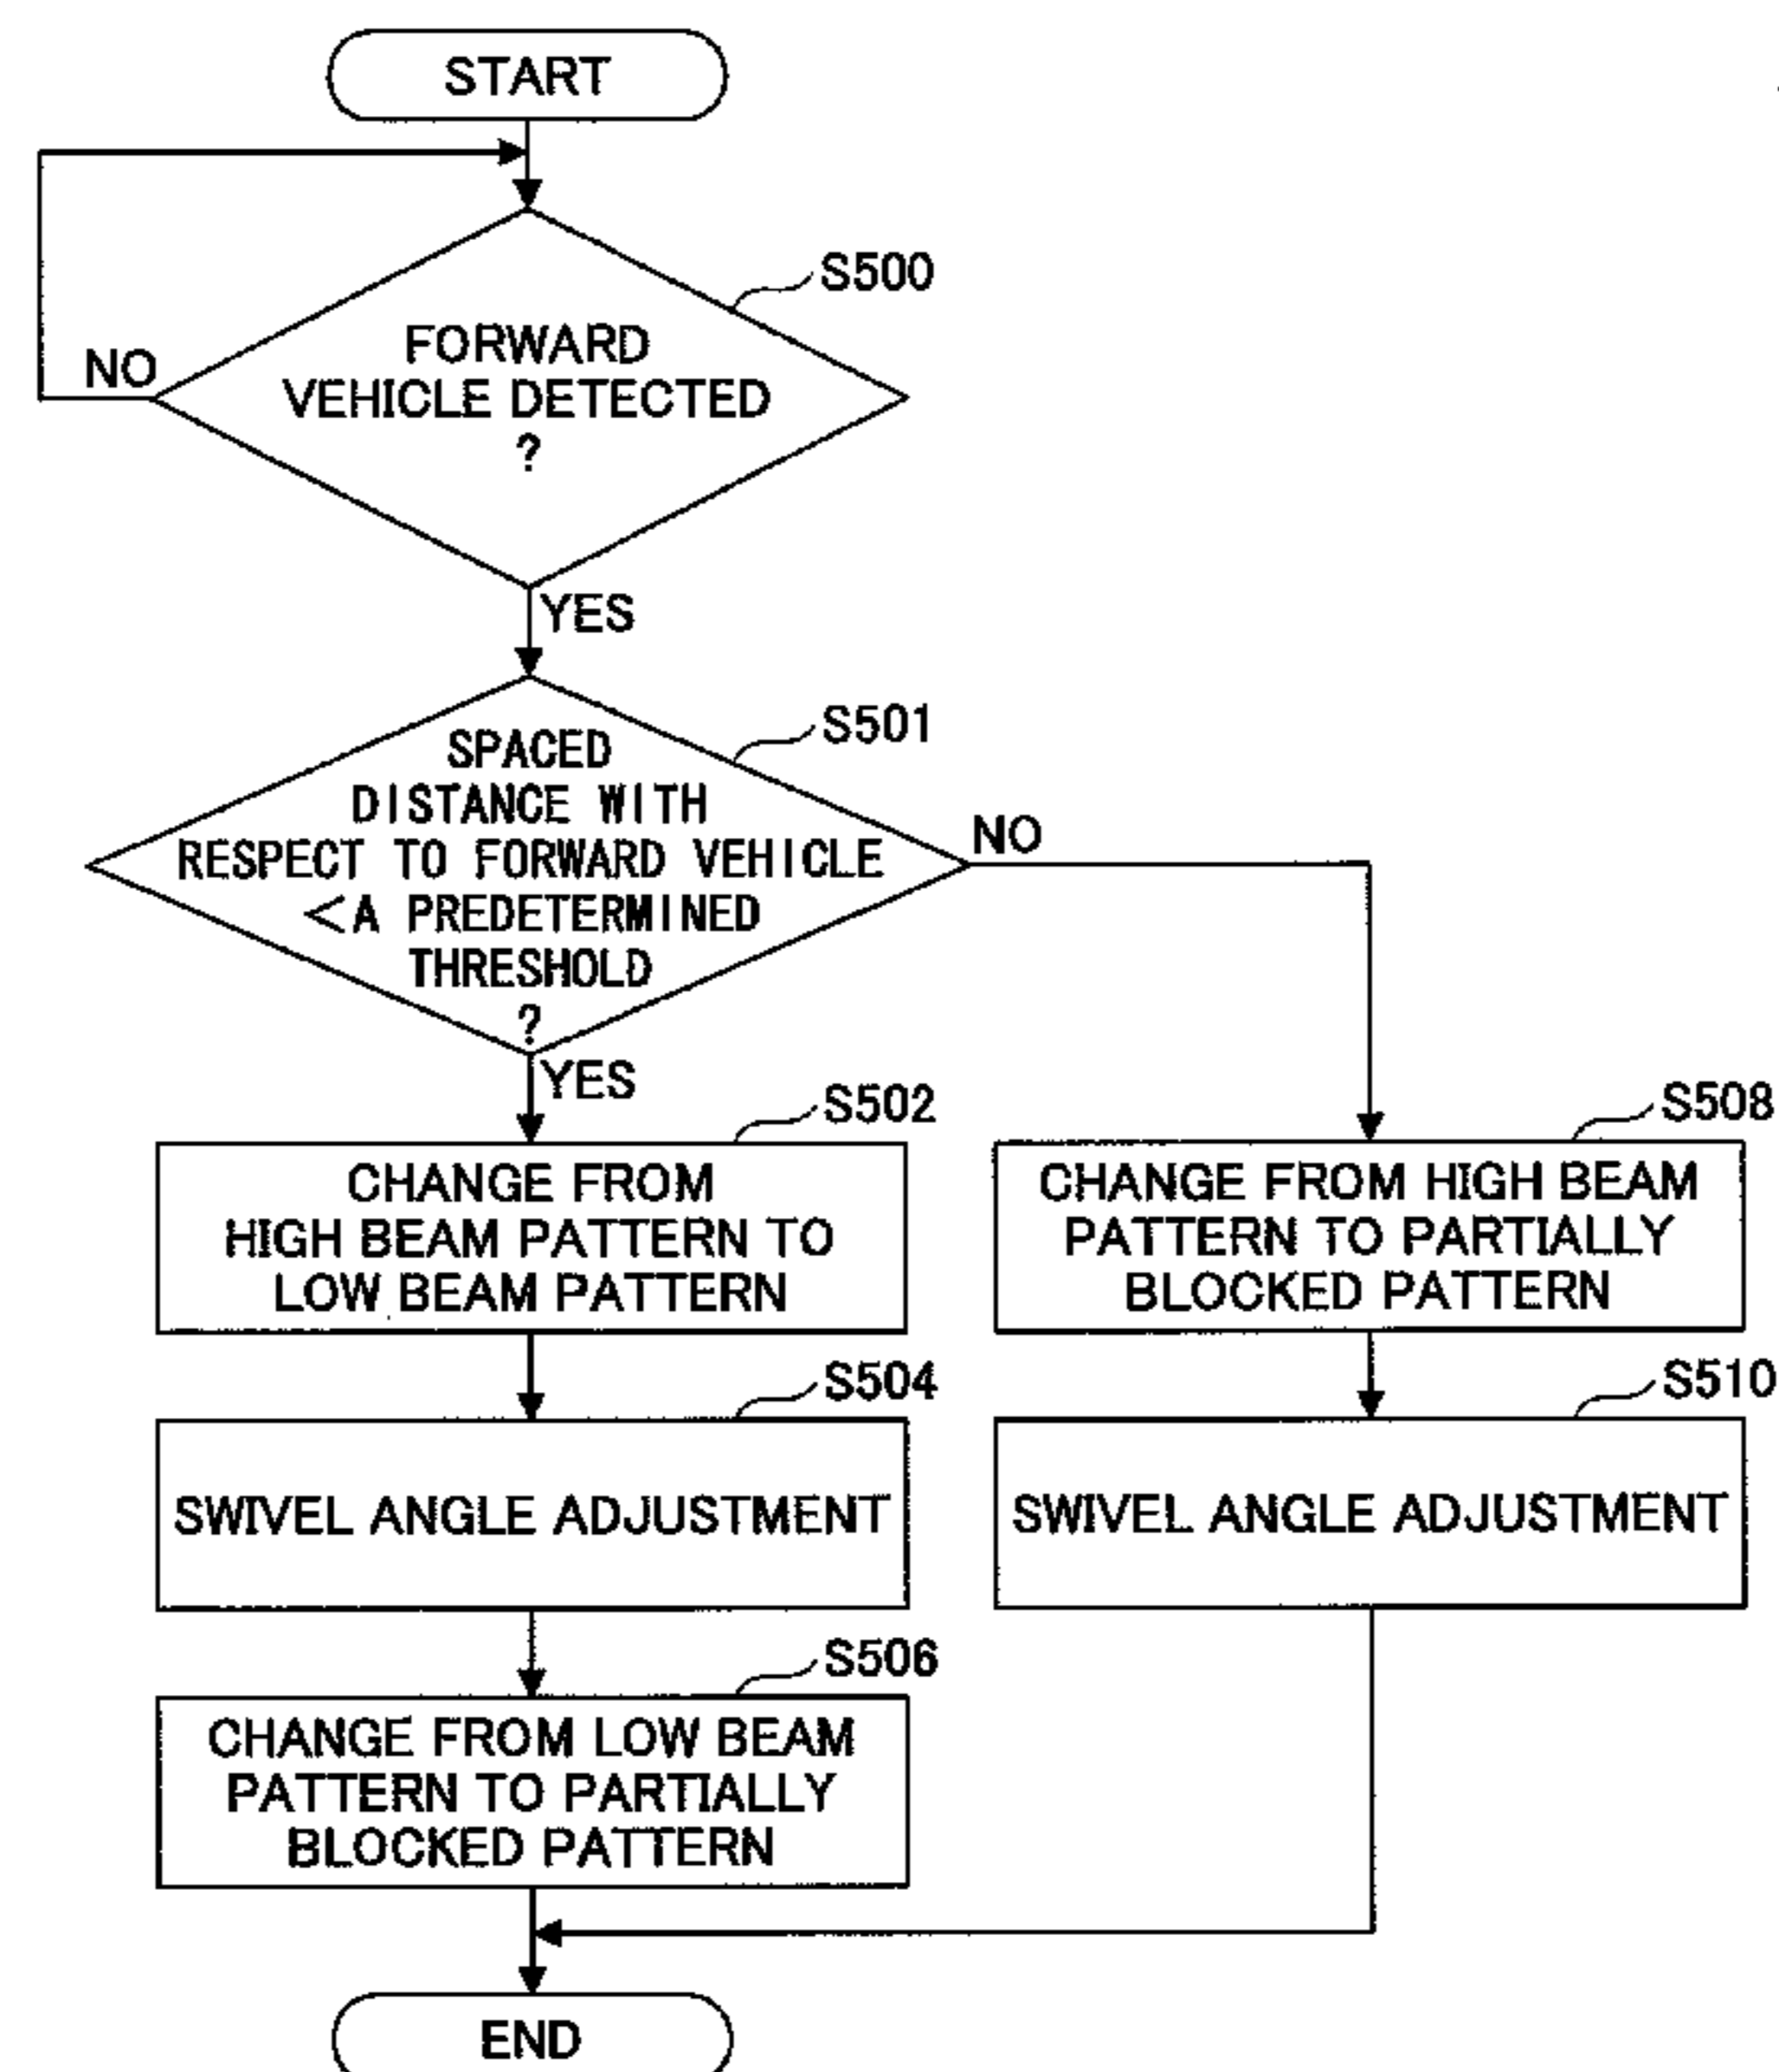 START
S500
FORWARD
VEHICLE DETECTED
?
NO
YES
S501
SPACED
DISTANCE WITH
RESPECT TO FORWARD VEHICLE
<A PREDETERMINED
THRESHOLD
?
NO
YES
S502
CHANGE FROM
HIGH BEAM PATTERN TO
LOW BEAM PATTERN
S508
CHANGE FROM HIGH BEAM
PATTERN TO PARTIALLY
BLOCKED PATTERN
S504
SWIVEL ANGLE ADJUSTMENT
S510
SWIVEL ANGLE ADJUSTMENT
S506
CHANGE FROM LOW BEAM
PATTERN TO PARTIALLY
BLOCKED PATTERN
END